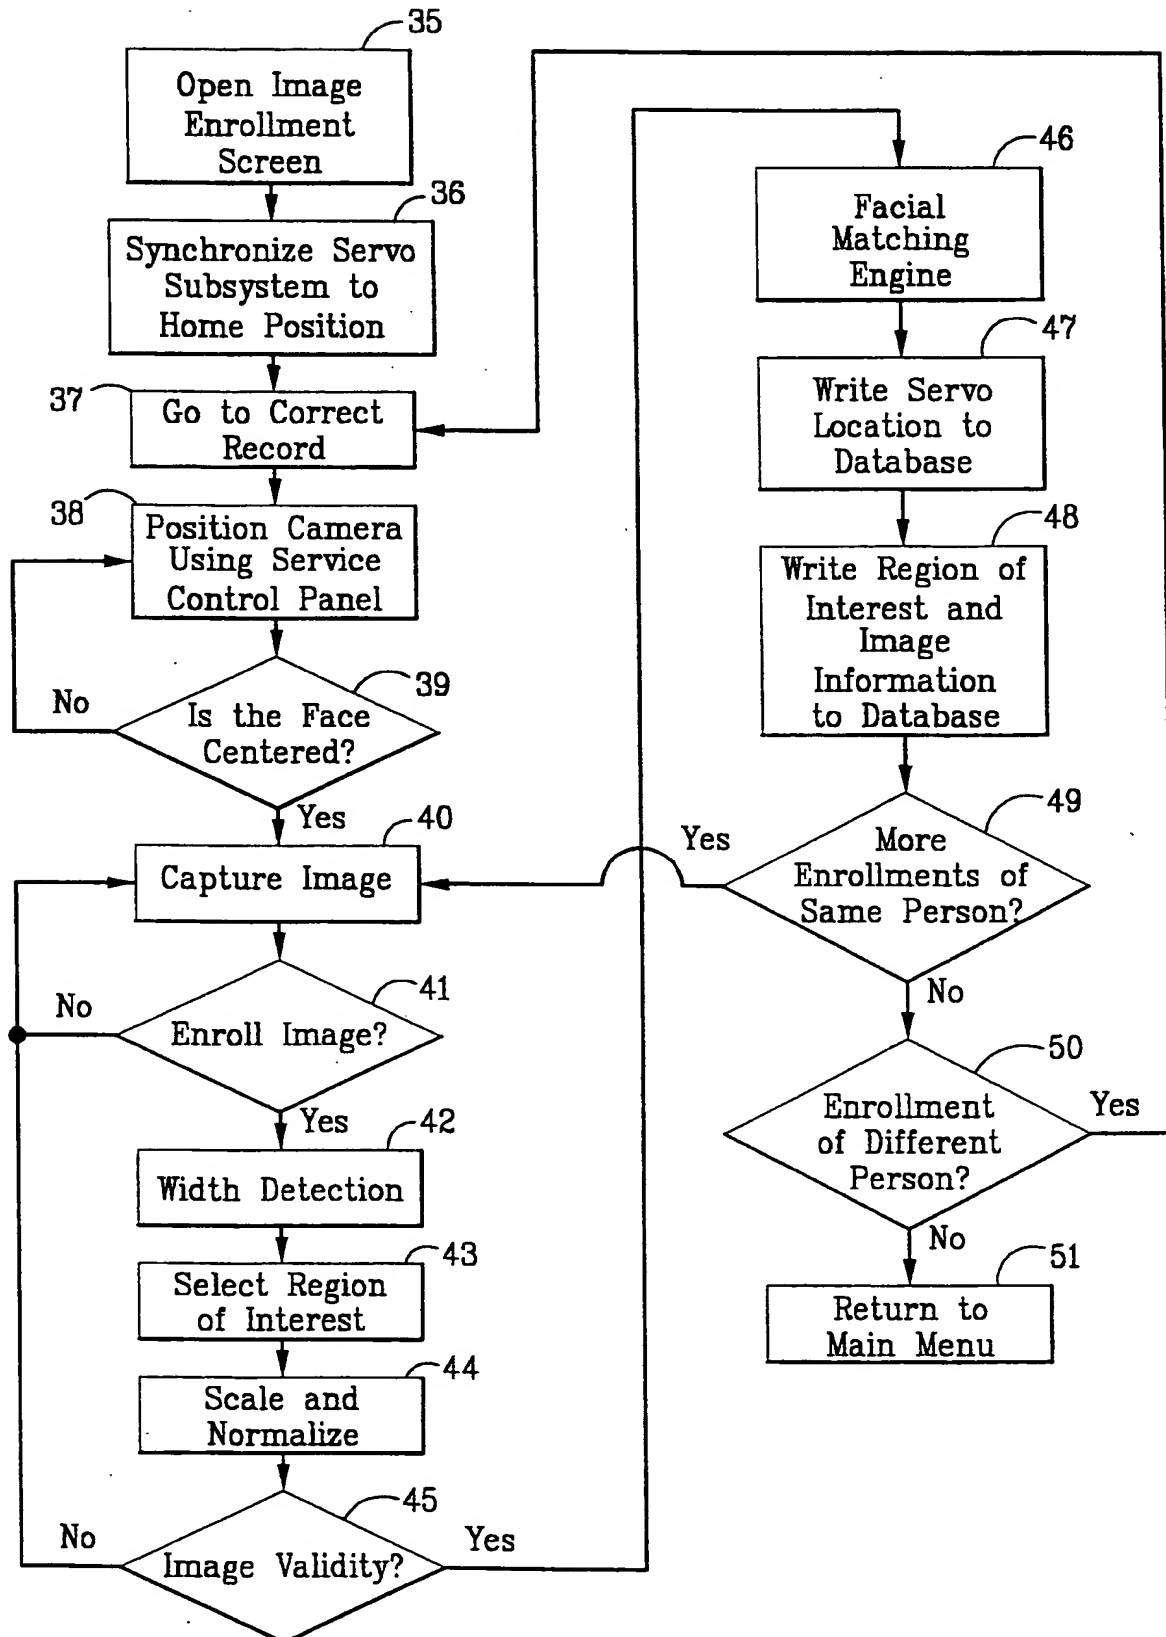 35
Open Image
Enrollment
Screen
36
Synchronize Servo
Subsystem to
Home Position
37
Go to Correct
Record
38
Position Camera
Using Service
Control Panel
39
No
Is the Face
Centered?
Yes
40
Capture Image
41
No
Enroll Image?
Yes
42
Width Detection
43
Select Region
of Interest
44
Scale and
Normalize
45
No
Image Validity?
Yes
46
Facial
Matching
Engine
47
Write Servo
Location to
Database
48
Write Region of
Interest and
Image
Information
to Database
49
Yes
More
Enrollments of
Same Person?
No
50
Enrollment
of Different
Person?
Yes
No
51
Return to
Main Menu